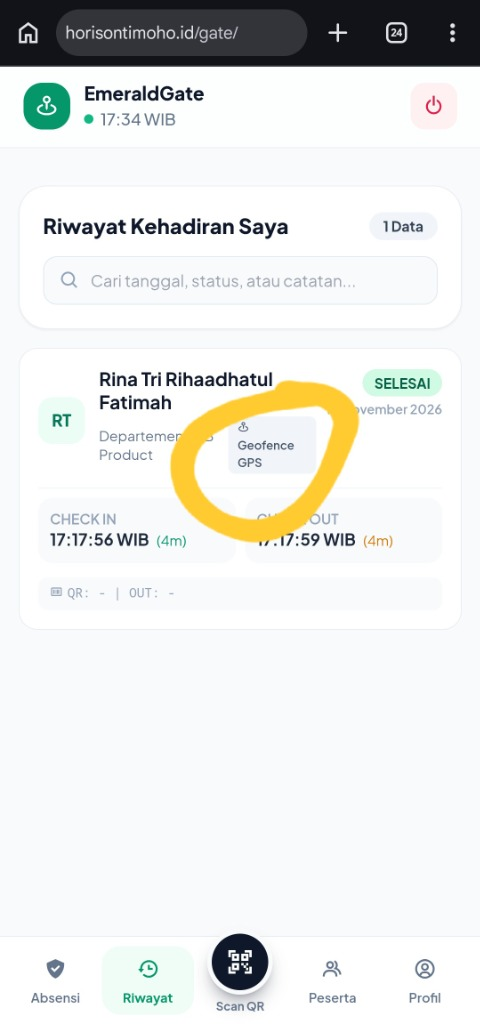 horisontimoho.id/gate/
24
EmeraldGate
17:34 WIB
Riwayat Kehadiran Saya
1 Data
Cari tanggal, status, atau catatan...
RT
Rina Tri Rihaadhatul
Fatimah
SELESAI
November 2026
Departemen
Product
Geofence
GPS
CHECK IN
17:17:56 WIB (4m)
OUT
17:17:59 WIB (4m)
QR: - | OUT: -
Absensi
Riwayat
Scan QR
Peserta
Profil